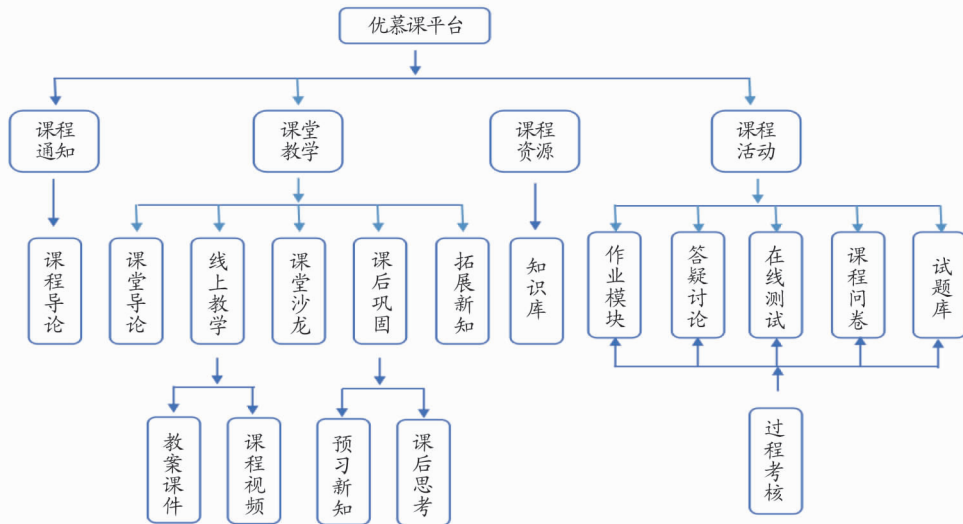 优慕课平台
课程
通知
课堂
教学
课程
资源
课程
活动
课程导论
课堂导论
线上教学
课堂沙龙
课后巩固
拓展新知
知识库
作业模块
答疑讨论
在线测试
课程问卷
试题库
教案课件
课程视频
预习新知
课后思考
过程考核